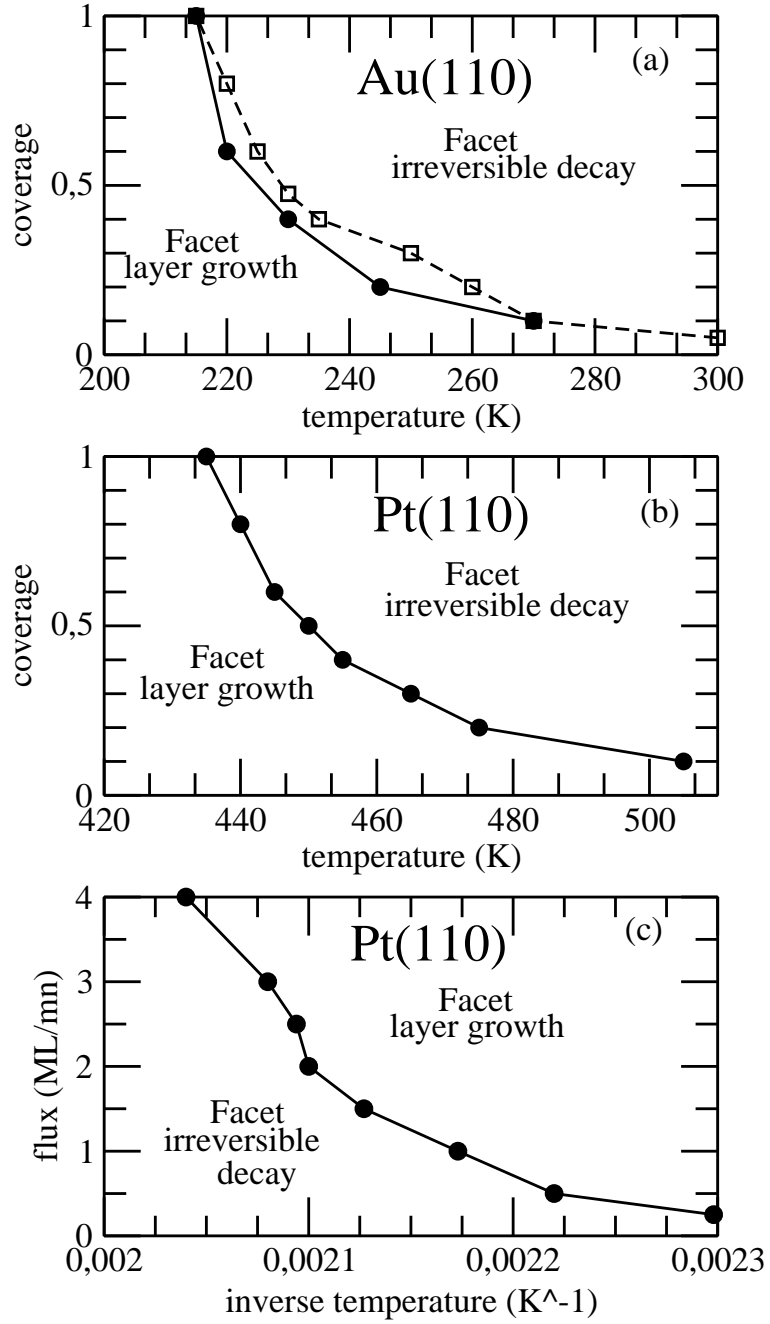 1
(a)
Au(110)
Facet
irreversible decay
0,5
coverage
Facet
layer growth
0
200
220
240
260
280
300
temperature (K)
1
(b)
Pt(110)
Facet
irreversible decay
0,5
coverage
Facet
layer growth
0
420
440
460
480
500
temperature (K)
4
(c)
Pt(110)
3
Facet
layer growth
flux (ML/mn)
2
Facet
irreversible
decay
1
0
0,002
0,0021
0,0022
0,0023
inverse temperature (K^-1)